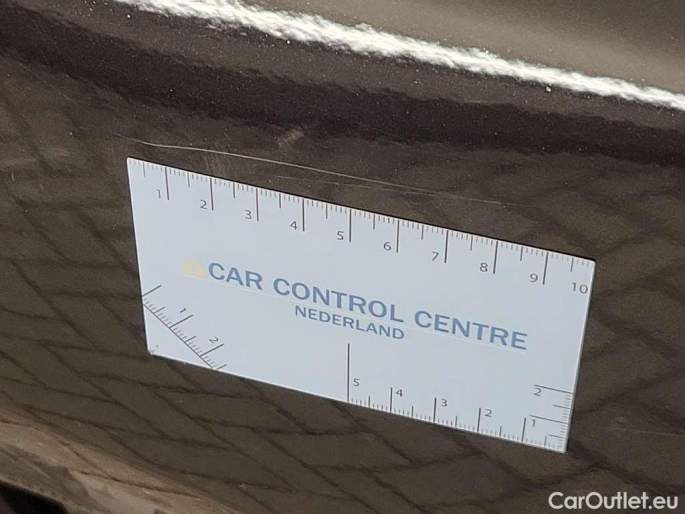 1 2 3 4 5 6 7 8 9 10
CAR CONTROL CENTRE
NEDERLAND
1 2
5 4 3 2 1
2
CarOutlet.eu